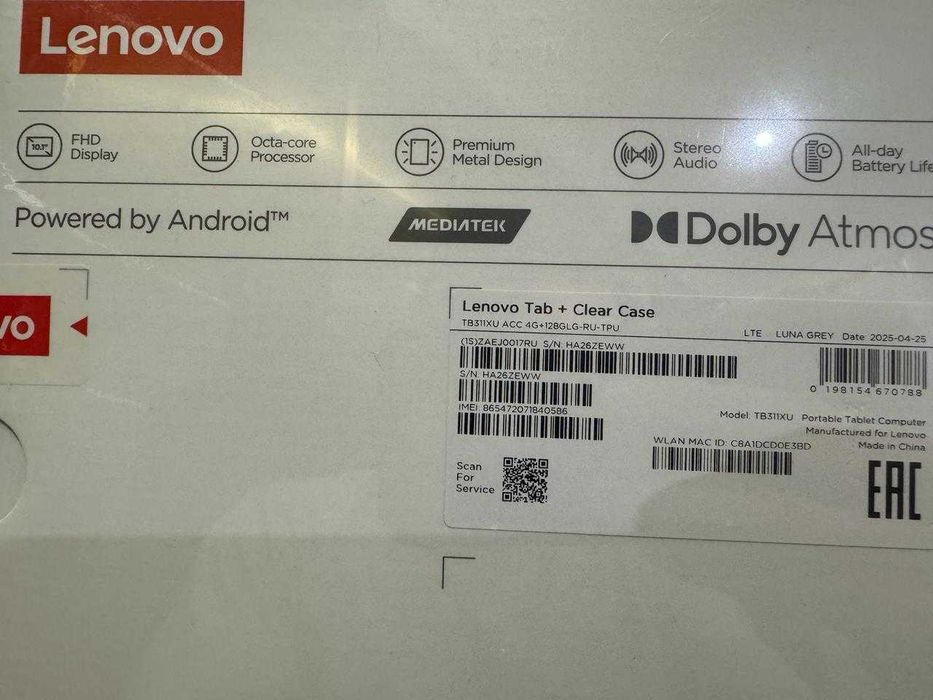 Lenovo
10.1"
FHD
Display
Octa-core
Processor
Premium
Metal Design
Stereo
Audio
All-day
Battery Life
Powered by Android™
MEDIATEK
Dolby Atmos
VO
Lenovo Tab + Clear Case
TB311XU ACC 4G+128GLG-RU-TPU
LTE LUNA GREY Date 2025-04-25
(1S)ZAEJ0017RU S/N: HA26ZEWW
S/N: HA26ZEWW
0 198154 670788
IMEI: 865472071840586
Model: TB311XU Portable Tablet Computer
Manufactured for Lenovo
Made in China
WLAN MAC ID: C8A1DCD0E3BD
Scan
For
Service
EAC